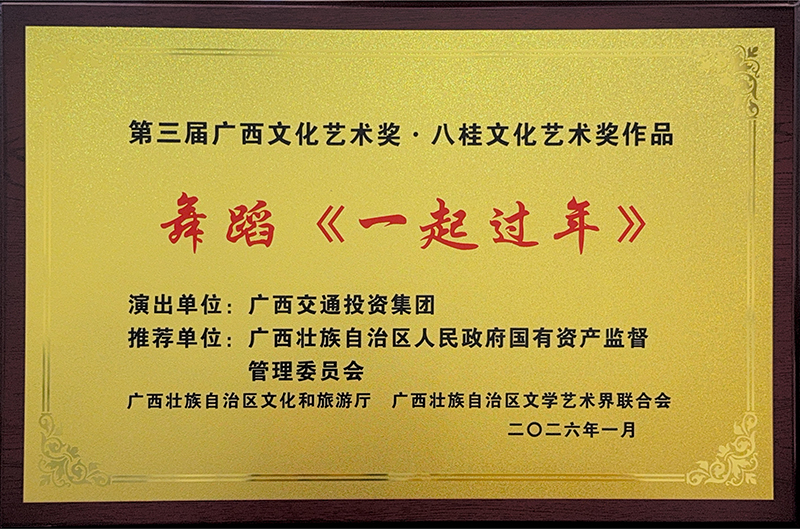 第三届广西文化艺术奖·八桂文化艺术奖作品
舞蹈《一起过年》
演出单位：广西交通投资集团
推荐单位：广西壮族自治区人民政府国有资产监督
管理委员会
广西壮族自治区文化和旅游厅 广西壮族自治区文学艺术界联合会
二〇二六年一月